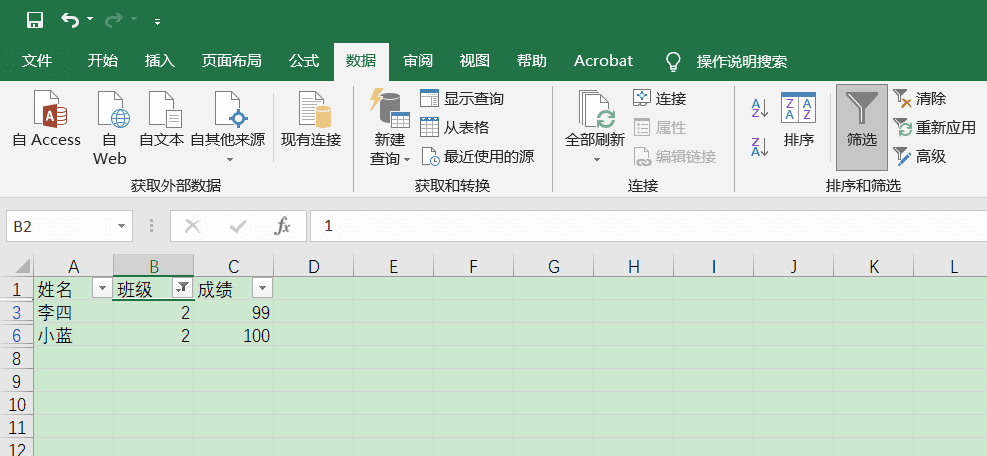 文件 开始 插入 页面布局 公式 数据 审阅 视图 帮助 Acrobat 操作说明搜索
自 Access 自 Web 自文本 自其他来源 现有连接
获取外部数据
新建查询 显示查询
从表格
最近使用的源
获取和转换
全部刷新 连接
属性
编辑链接
连接
排序 筛选 清除
重新应用
高级
排序和筛选
B2 fx 1
A B C D E F G H I J K L
1 姓名 班级 成绩
3 李四 2 99
6 小蓝 2 100
8
9
10
11
12